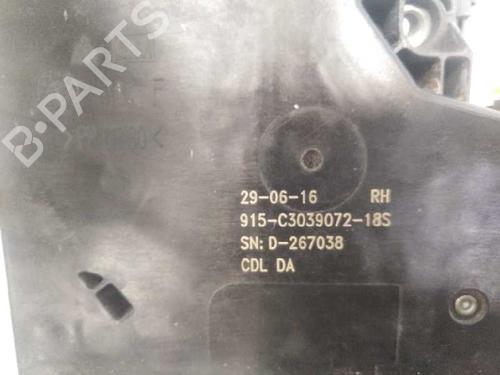 B-PARTS
29-06-16 RH
915-C3039072-18S
SN: D-267038
CDL DA